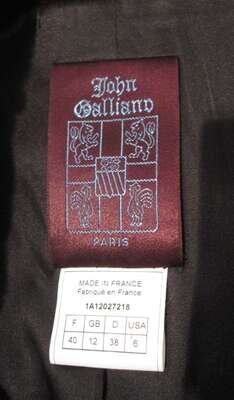 John
Galliano
PARIS
MADE IN FRANCE
Fabriqué en France
1A12027218
F GB D USA
40 12 38 6